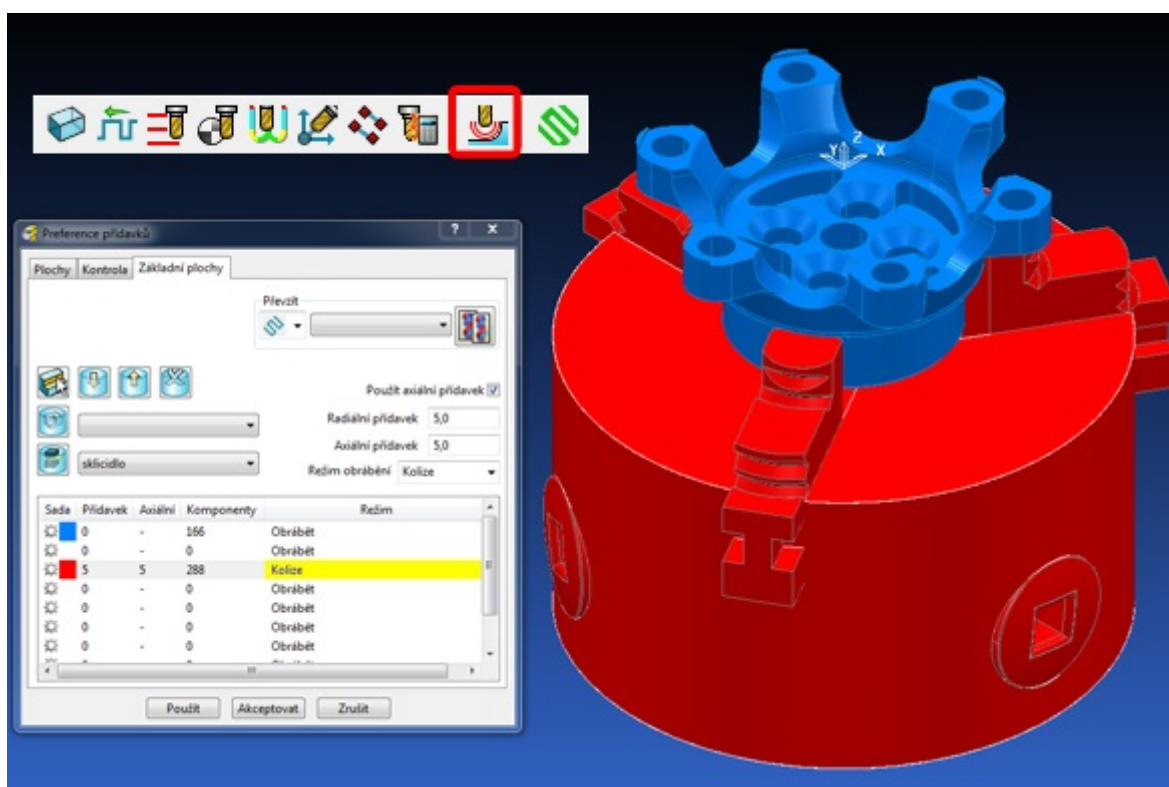 Preference přídavků
? X
Plochy Kontrola Základní plochy
Převzít
Použít axiální přídavek
Radiální přídavek 5,0
Axiální přídavek 5,0
sklicidlo
Režim obrábění Kolize
Sada Přídavek Axiální Komponenty Režim
0 - 166 Obrábět
0 - 0 Obrábět
5 5 288 Kolize
0 - 0 Obrábět
0 - 0 Obrábět
0 - 0 Obrábět
0 - 0 Obrábět
Použít Akceptovat Zrušit
Y Z X